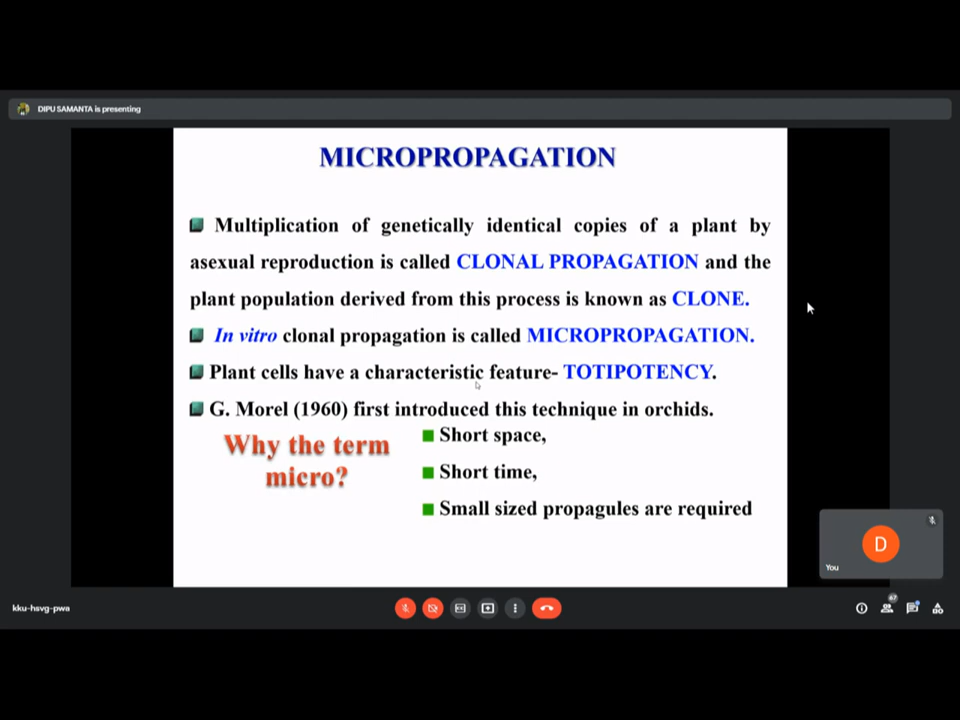 DIPU SAMANTA is presenting
MICROPROPAGATION
Multiplication of genetically identical copies of a plant by
asexual reproduction is called CLONAL PROPAGATION and the
plant population derived from this process is known as CLONE.
In vitro clonal propagation is called MICROPROPAGATION.
Plant cells have a characteristic feature- TOTIPOTENCY.
G. Morel (1960) first introduced this technique in orchids.
Why the term
micro?
Short space,
Short time,
Small sized propagules are required
D
You
kku-hsvg-pwa
67